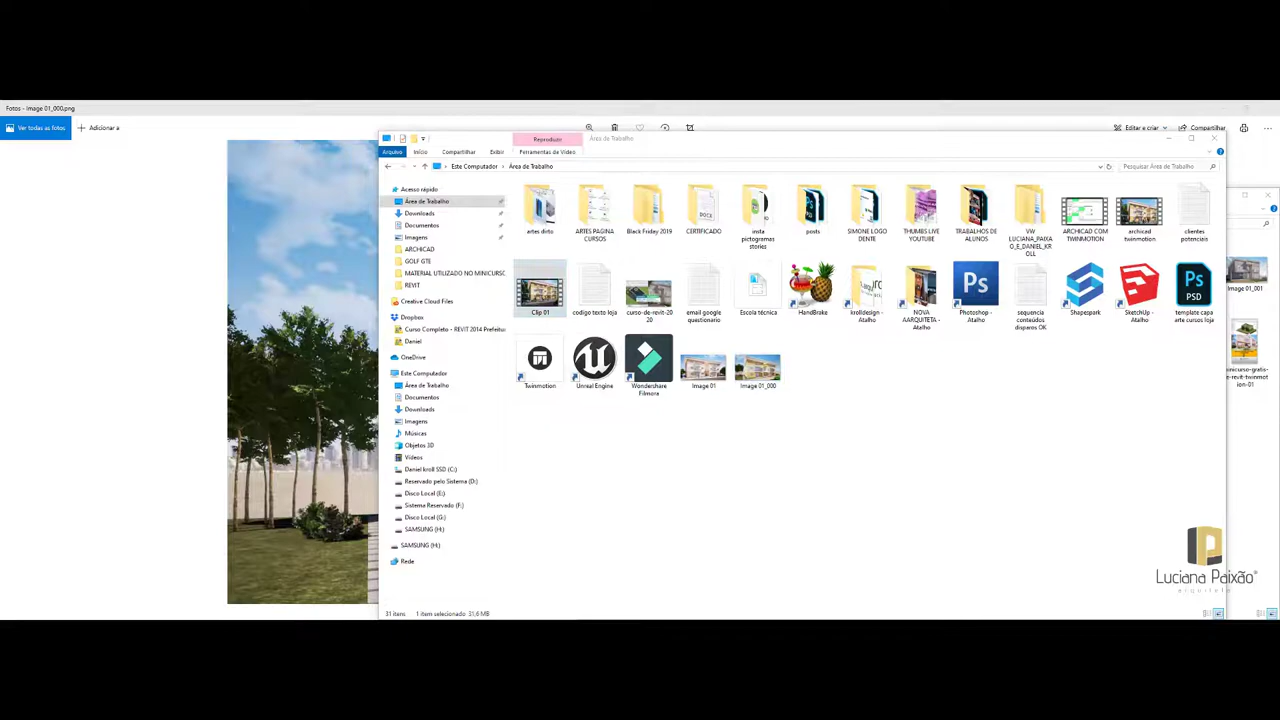 Fotos - Image 01_000.png
Ver todas as fotos
Adicionar a
Editar e criar
Compartilhar
Reproduzir
Área de Trabalho
Arquivo
Início
Compartilhar
Exibir
Ferramentas de Vídeo
Este Computador
Área de Trabalho
Pesquisar Área de Trabalho
Acesso rápido
Área de Trabalho
Downloads
Documentos
Imagens
ARCHICAD
GOLF GTE
MATERIAL UTILIZADO NO MINICURSO
REVIT
Creative Cloud Files
Dropbox
Curso Completo - REVIT 2014 Prefeitur
Daniel
OneDrive
Este Computador
Área de Trabalho
Documentos
Downloads
Imagens
Músicas
Objetos 3D
Vídeos
Daniel kroll SSD (C:)
Reservado pelo Sistema (D:)
Disco Local (E:)
Sistema Reservado (F:)
Disco Local (G:)
SAMSUNG (H:)
SAMSUNG (H:)
Rede
artes dirto
ARTES PAGINA
CURSOS
Black Friday 2019
CERTIFICADO
insta
pictogramas
stories
posts
SIMONE LOGO
DENTE
THUMBS LIVE
YOUTUBE
TRABALHOS DE
ALUNOS
VW
LUCIANA_PAIXA
O_E_DANIEL_KR
OLL
ARCHICAD COM
TWINMOTION
archicad
twinmotion
clientes
potenciais
Clip 01
codigo texto loja
curso-de-revit-20
20
email google
questionario
Escola técnica
HandBrake
krolldesign -
Atalho
NOVA
AARQUITETA -
Atalho
Photoshop -
Atalho
sequencia
conteúdos
disparos OK
Shapespark
SketchUp -
Atalho
template capa
arte cursos loja
Twinmotion
Unreal Engine
Wondershare
Filmora
Image 01
Image 01_000
Image_01_001
minicurso-gratis-
de-revit-twinmot
ion-01
31 itens
1 item selecionado 31,6 MB
Luciana Paixão®
arquiteta